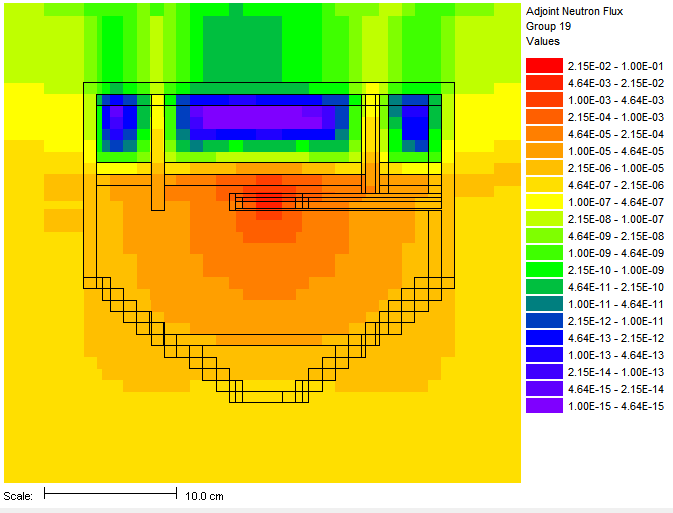 Adjoint Neutron Flux
Group 19
Values
2.15E-02 - 1.00E-01
4.64E-03 - 2.15E-02
1.00E-03 - 4.64E-03
2.15E-04 - 1.00E-03
4.64E-05 - 2.15E-04
1.00E-05 - 4.64E-05
2.15E-06 - 1.00E-05
4.64E-07 - 2.15E-06
1.00E-07 - 4.64E-07
2.15E-08 - 1.00E-07
4.64E-09 - 2.15E-08
1.00E-09 - 4.64E-09
2.15E-10 - 1.00E-09
4.64E-11 - 2.15E-10
1.00E-11 - 4.64E-11
2.15E-12 - 1.00E-11
4.64E-13 - 2.15E-12
1.00E-13 - 4.64E-13
2.15E-14 - 1.00E-13
4.64E-15 - 2.15E-14
1.00E-15 - 4.64E-15
Scale: 10.0 cm